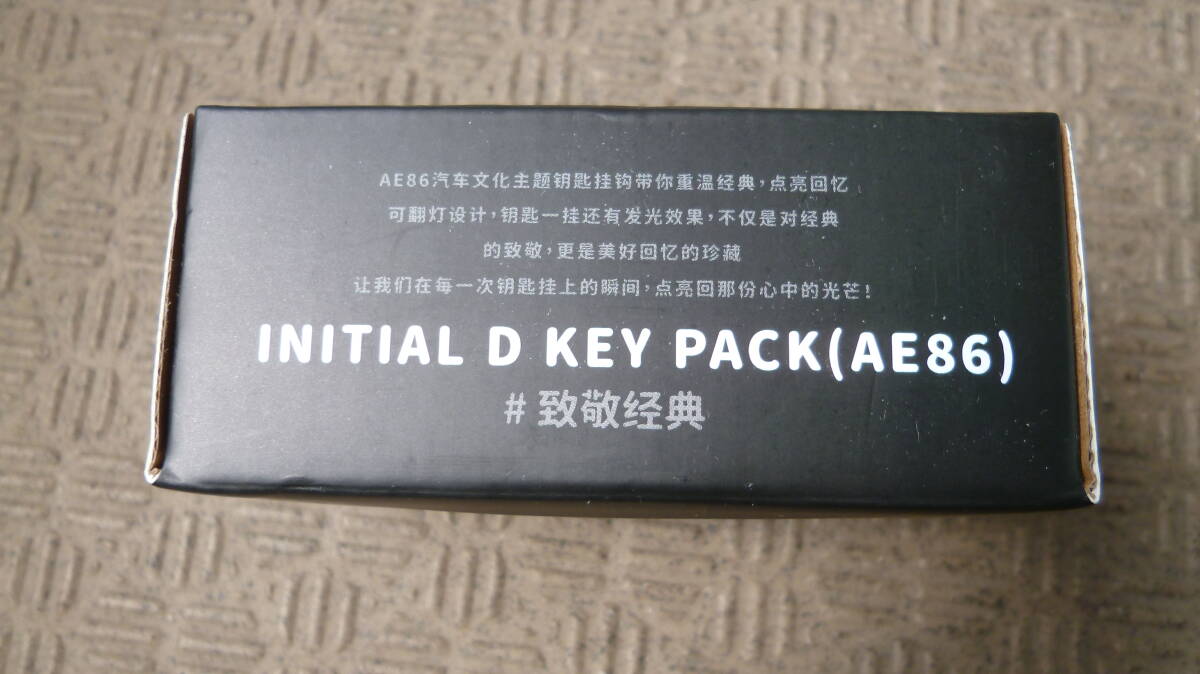 AE86汽车文化主题钥匙挂钩带你重温经典，点亮回忆
可翻灯设计，钥匙一挂还有发光效果，不仅是对经典
的致敬，更是美好回忆的珍藏
让我们在每一次钥匙挂上的瞬间，点亮回那份心中的光芒！
INITIAL D KEY PACK(AE86)
#致敬经典